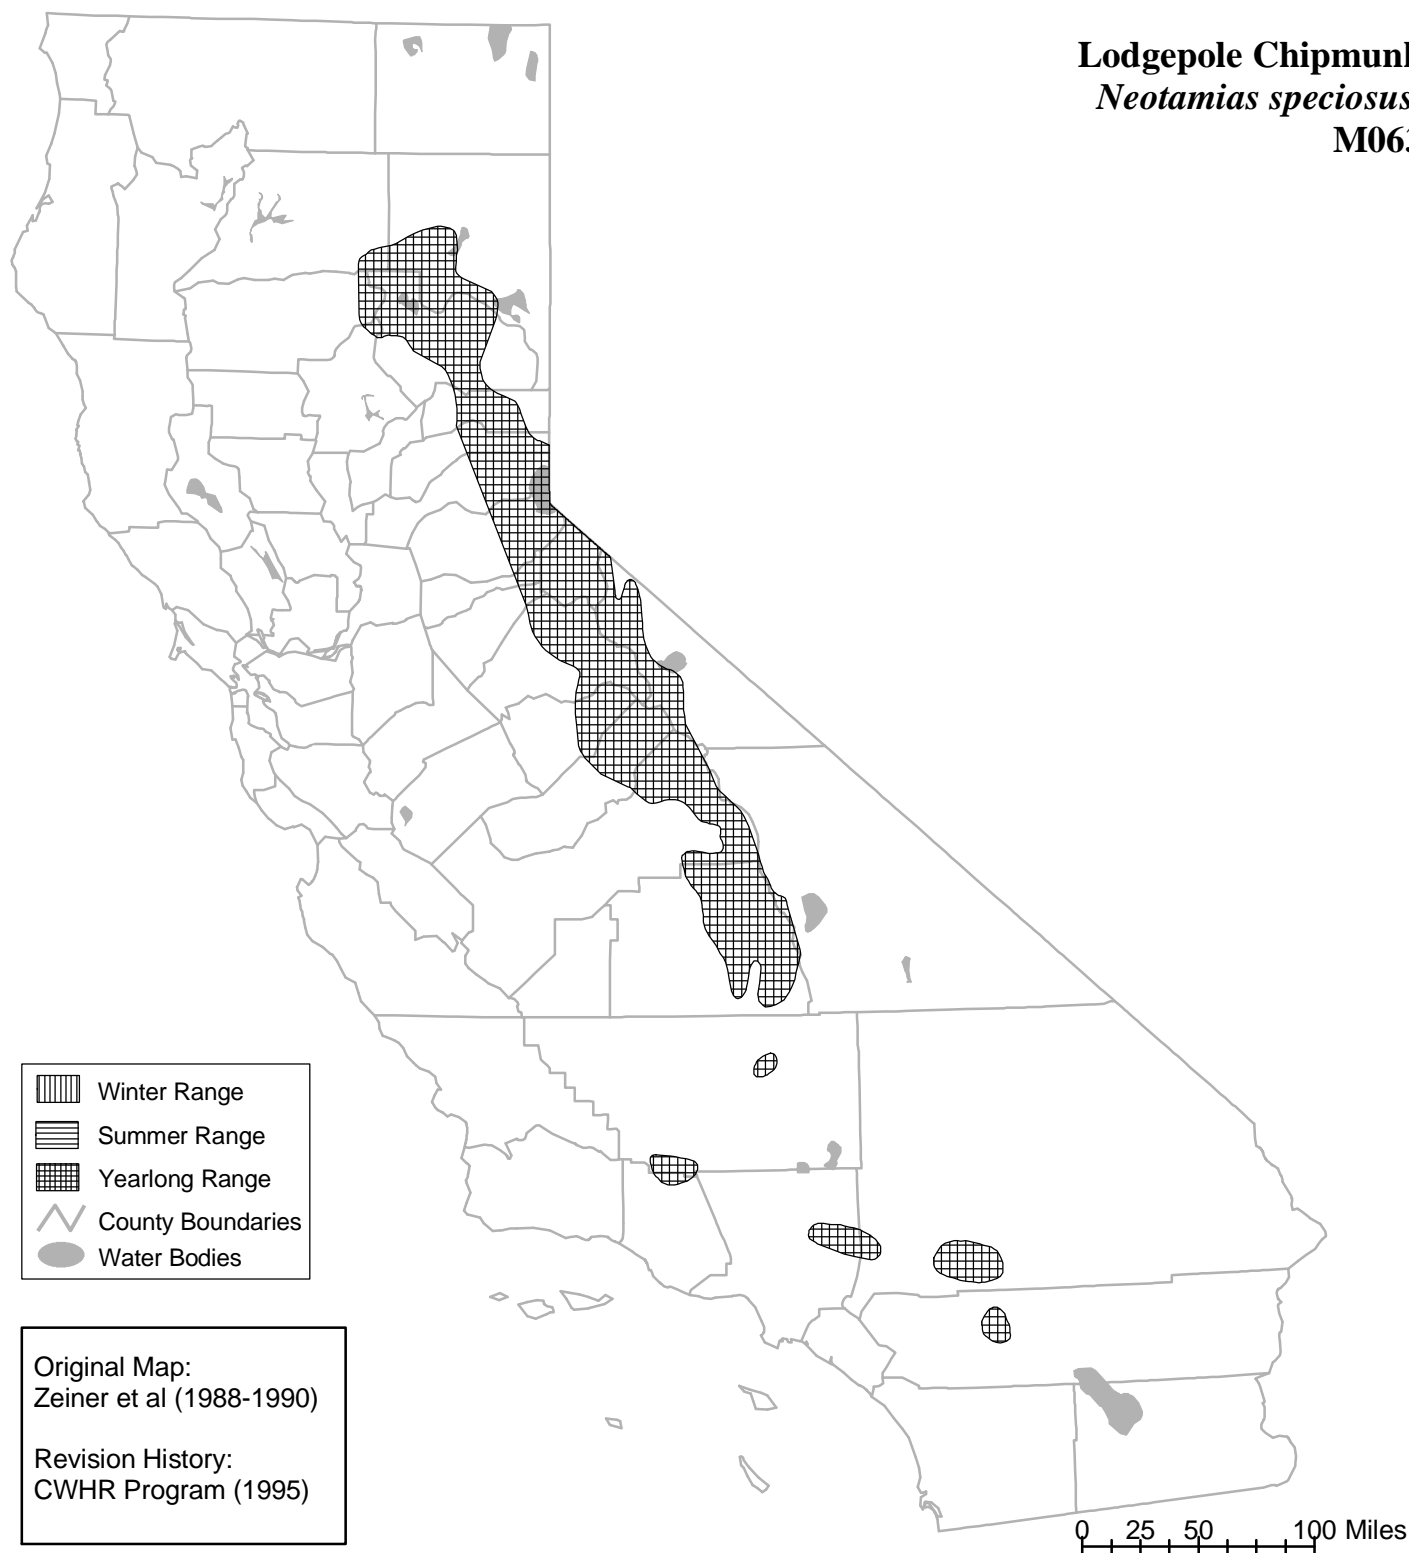 Lodgepole Chipmunk
Neotamias speciosus
M063
Winter Range
Summer Range
Yearlong Range
County Boundaries
Water Bodies
Original Map:
Zeiner et al (1988-1990)
Revision History:
CWHR Program (1995)
0 25 50 100 Miles